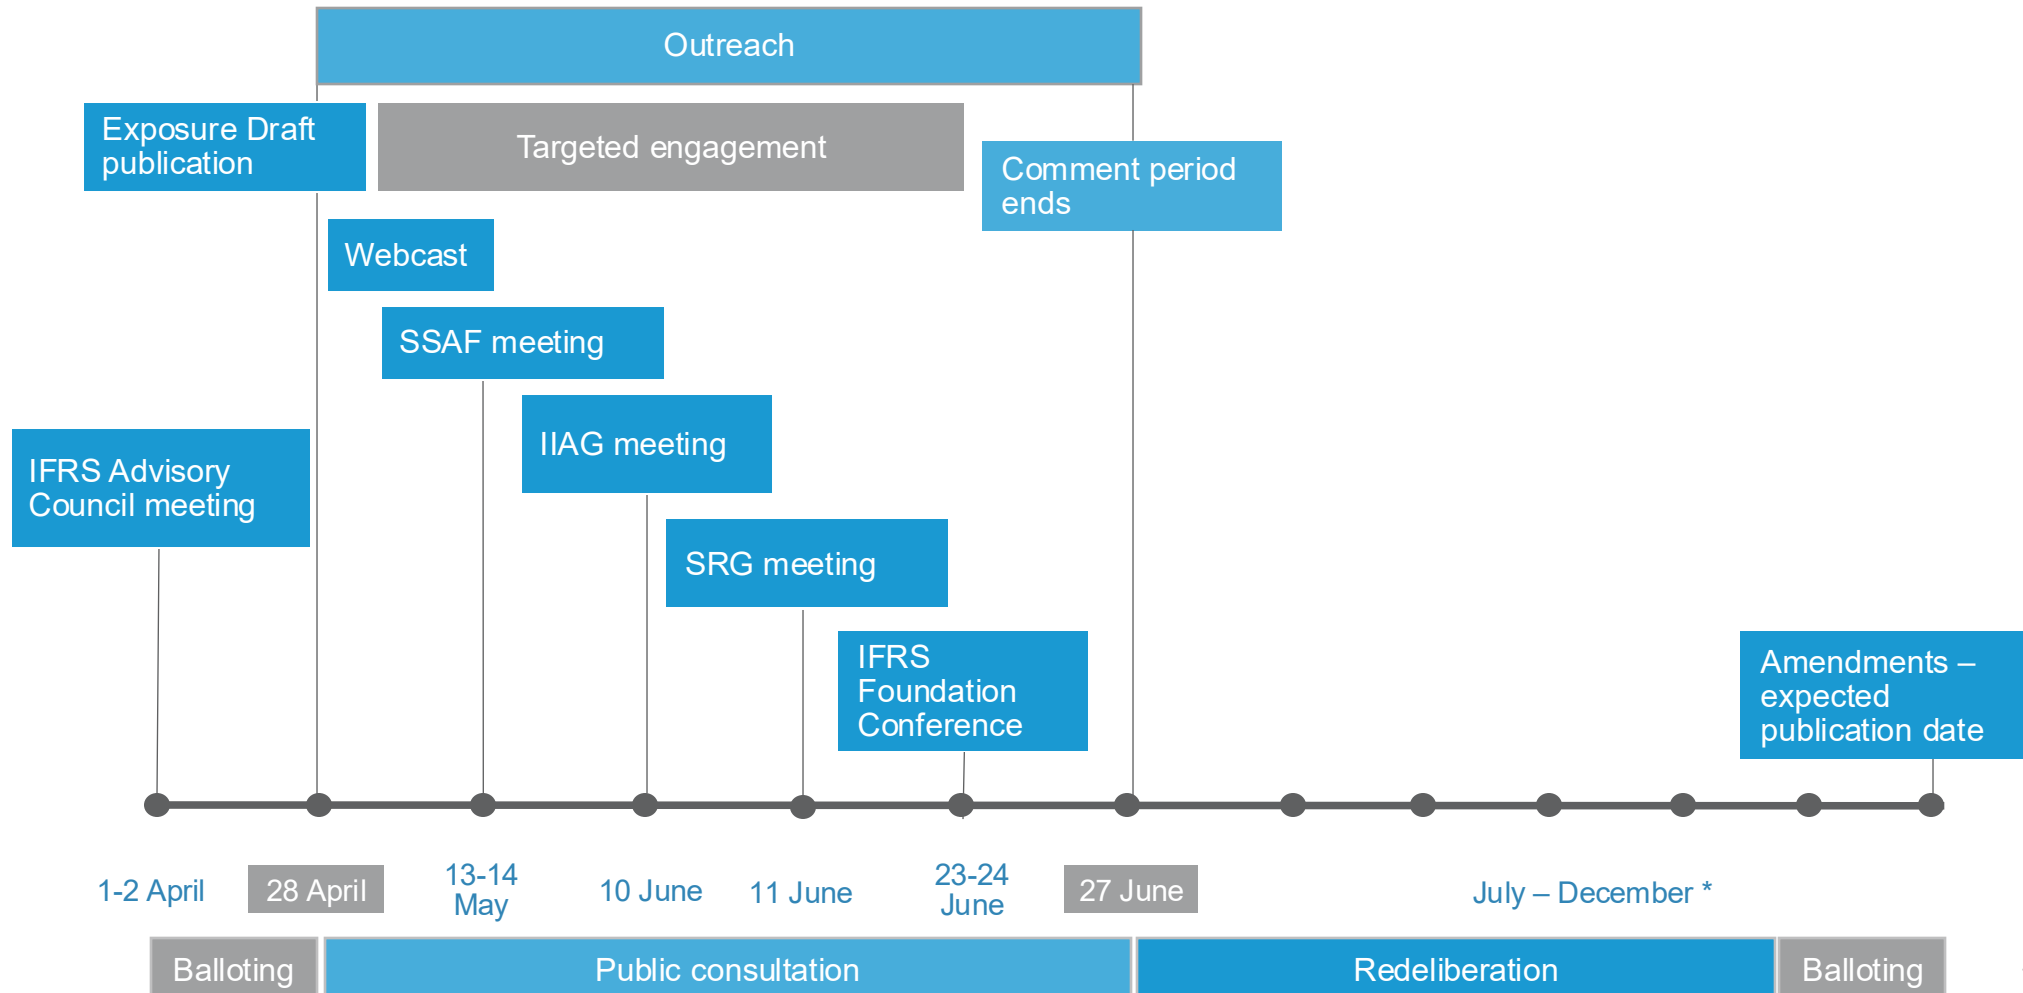 Outreach
Exposure Draft
publication
Targeted engagement
Comment period
ends
Webcast
SSAF meeting
IIAG meeting
IFRS Advisory
Council meeting
SRG meeting
IFRS
Foundation
Conference
Amendments –
expected
publication date
1-2 April
28 April
13-14
May
10 June
11 June
23-24
June
27 June
July – December *
Balloting
Public consultation
Redeliberation
Balloting